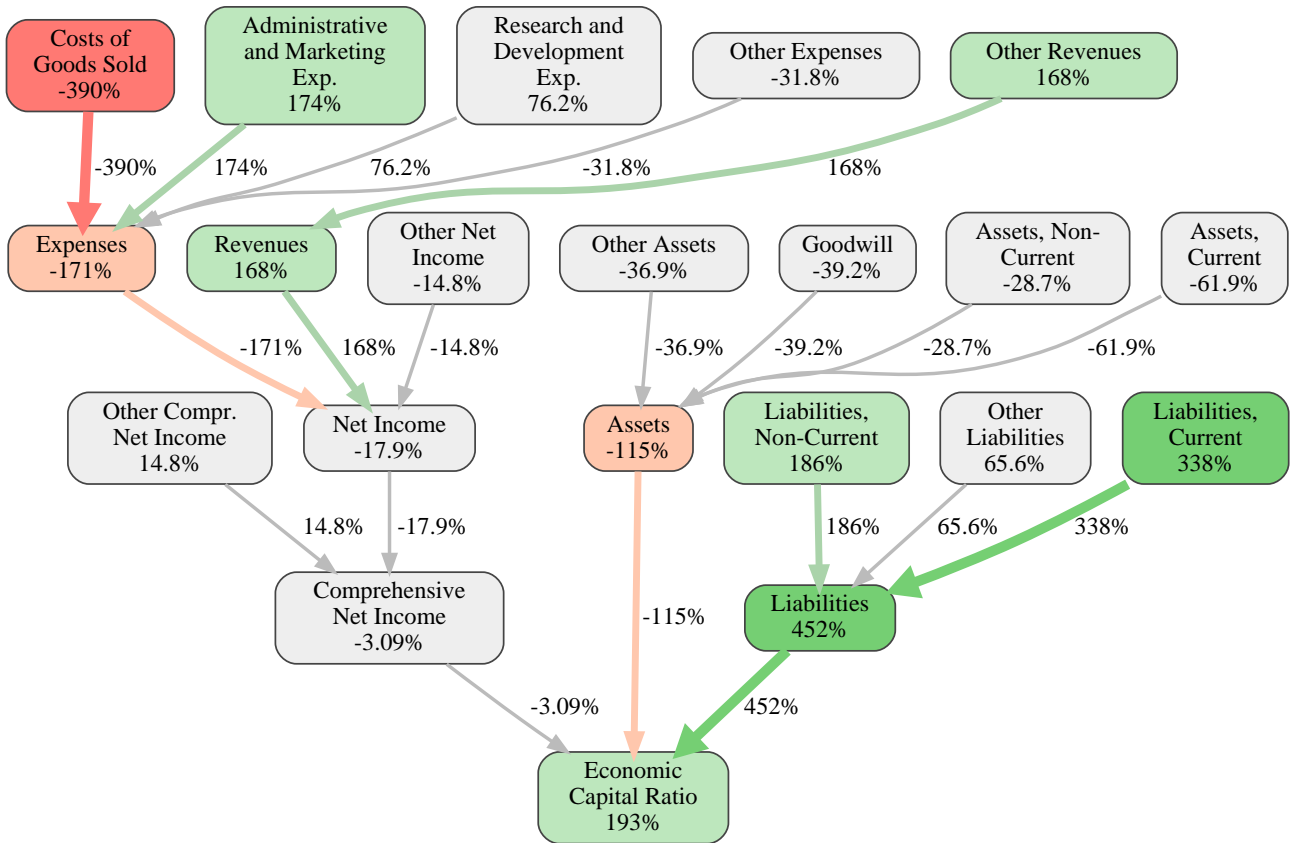 Costs of
Goods Sold
-390%
Administrative
and Marketing
Exp.
174%
Research and
Development
Exp.
76.2%
Other Expenses
-31.8%
Other Revenues
168%
-390%
174%
76.2%
-31.8%
168%
Expenses
-171%
Revenues
168%
Other Net
Income
-14.8%
Other Assets
-36.9%
Goodwill
-39.2%
Assets, Non-
Current
-28.7%
Assets,
Current
-61.9%
-171%
168%
-14.8%
-36.9%
-39.2%
-28.7%
-61.9%
Other Compr.
Net Income
14.8%
Net Income
-17.9%
Assets
-115%
Liabilities,
Non-Current
186%
Other
Liabilities
65.6%
Liabilities,
Current
338%
14.8%
-17.9%
186%
65.6%
338%
Comprehensive
Net Income
-3.09%
-115%
Liabilities
452%
-3.09%
452%
Economic
Capital Ratio
193%